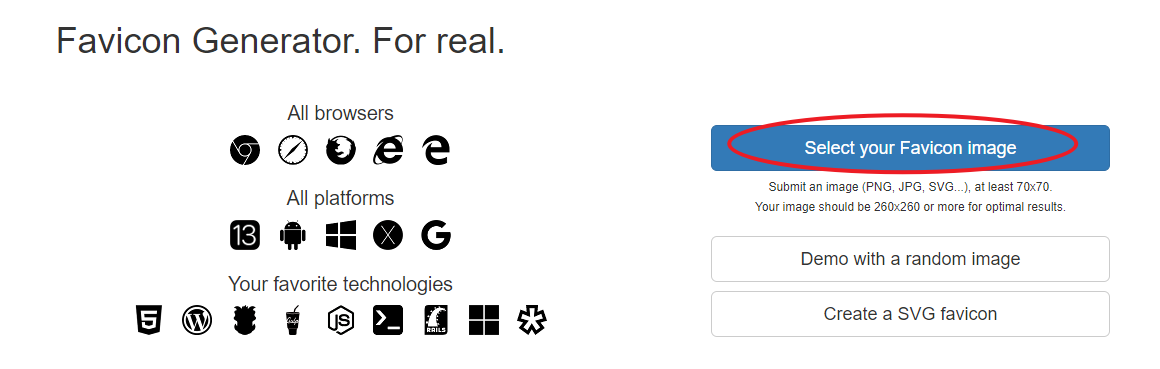 Favicon Generator. For real.
All browsers
All platforms
13
Your favorite technologies
5
JS
RAILS
Select your Favicon image
Submit an image (PNG, JPG, SVG...), at least 70x70.
Your image should be 260x260 or more for optimal results.
Demo with a random image
Create a SVG favicon